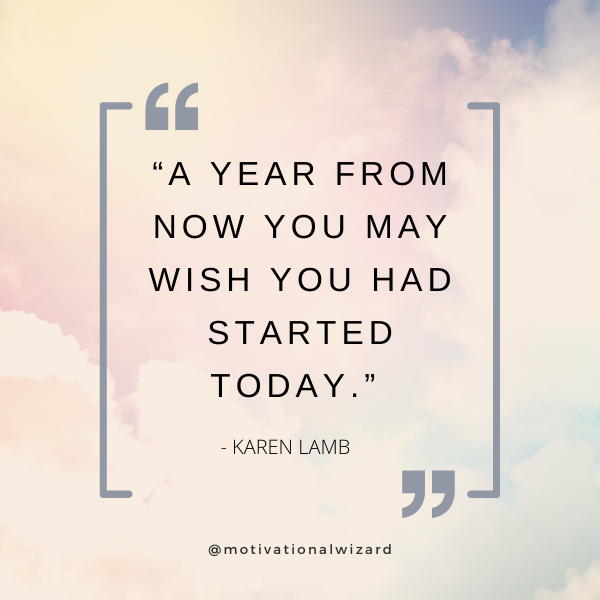 “A YEAR FROM
NOW YOU MAY
WISH YOU HAD
STARTED
TODAY.”
- KAREN LAMB
@motivationalwizard